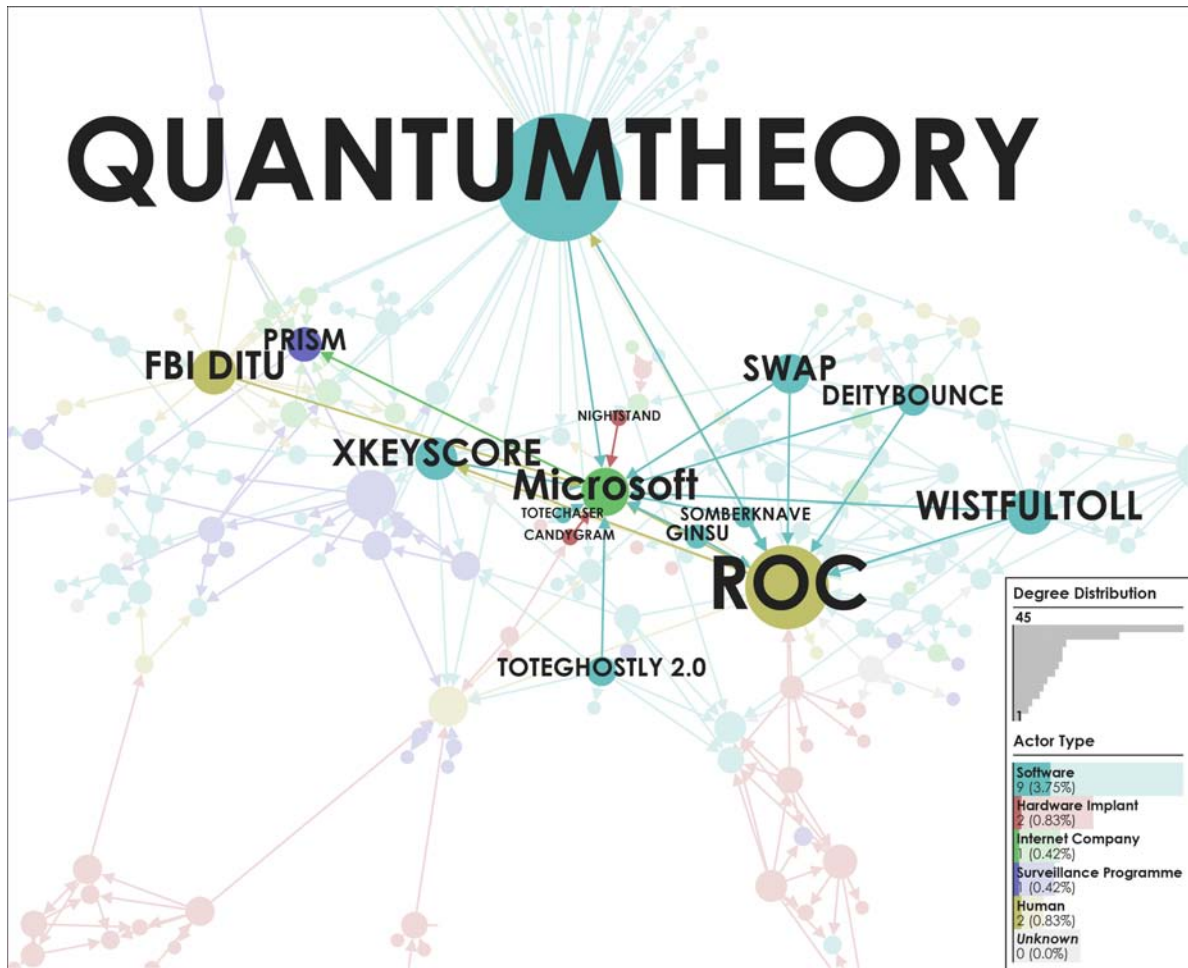 QUANTUMTHEORY
PRISM
FBI DITU
SWAP
DEITYBOUNCE
NIGHTSTAND
XKEYSCORE
Microsoft
WISTFULTOLL
TOTECHASER
SOMBERKNAVE
CANDYGRAM
GINSU
ROC
TOTEGHOSTLY 2.0
Degree Distribution
45
1
Actor Type
Software
9 (3.75%)
Hardware Implant
2 (0.83%)
Internet Company
1 (0.42%)
Surveillance Programme
1 (0.42%)
Human
2 (0.83%)
Unknown
0 (0.0%)